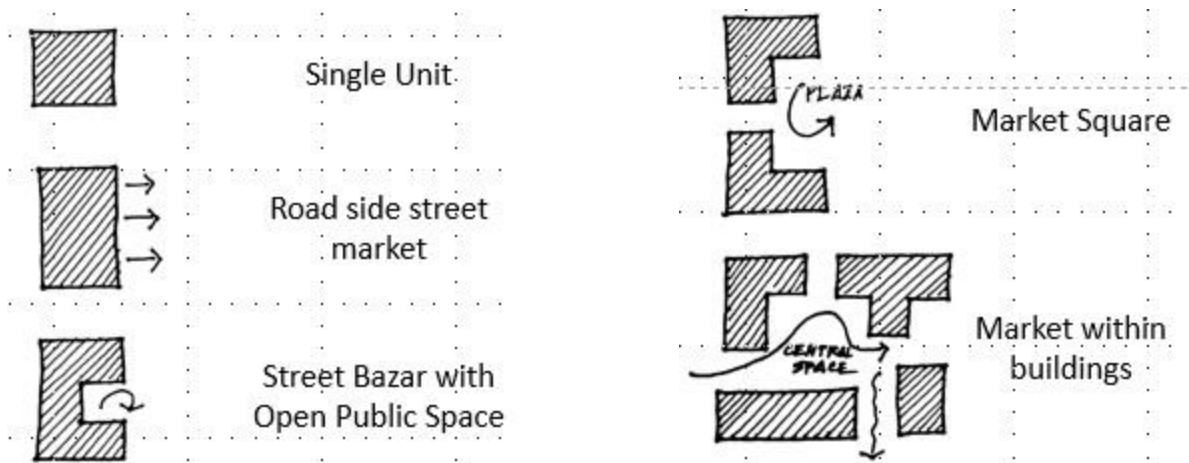 Single Unit
Road side street
market
Street Bazar with
Open Public Space
PLAZA
Market Square
CENTRAL
SPACE
Market within
buildings